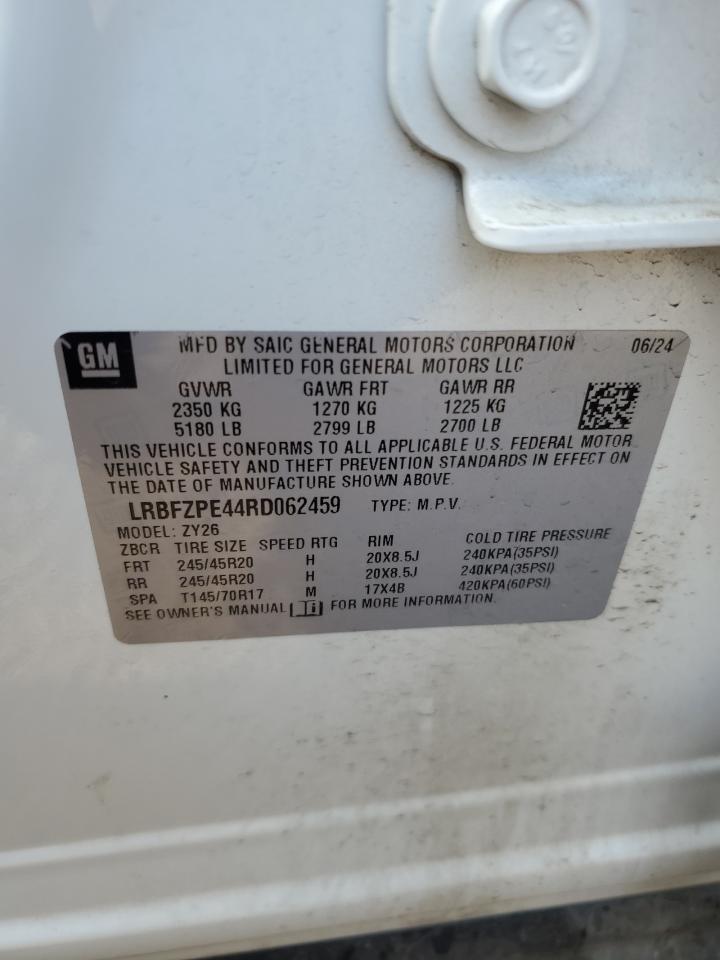 GM
MFD BY SAIC GENERAL MOTORS CORPORATION 06/24
LIMITED FOR GENERAL MOTORS LLC
GVWR GAWR FRT GAWR RR
2350 KG 1270 KG 1225 KG
5180 LB 2799 LB 2700 LB
THIS VEHICLE CONFORMS TO ALL APPLICABLE U.S. FEDERAL MOTOR
VEHICLE SAFETY AND THEFT PREVENTION STANDARDS IN EFFECT ON
THE DATE OF MANUFACTURE SHOWN ABOVE.
LRBFZPE44RD062459 TYPE: M.P.V.
MODEL: ZY26
ZBCR TIRE SIZE SPEED RTG RIM COLD TIRE PRESSURE
FRT 245/45R20 H 20X8.5J 240KPA(35PSI)
RR 245/45R20 H 20X8.5J 240KPA(35PSI)
SPA T145/70R17 M 17X4B 420KPA(60PSI)
SEE OWNER'S MANUAL i FOR MORE INFORMATION.